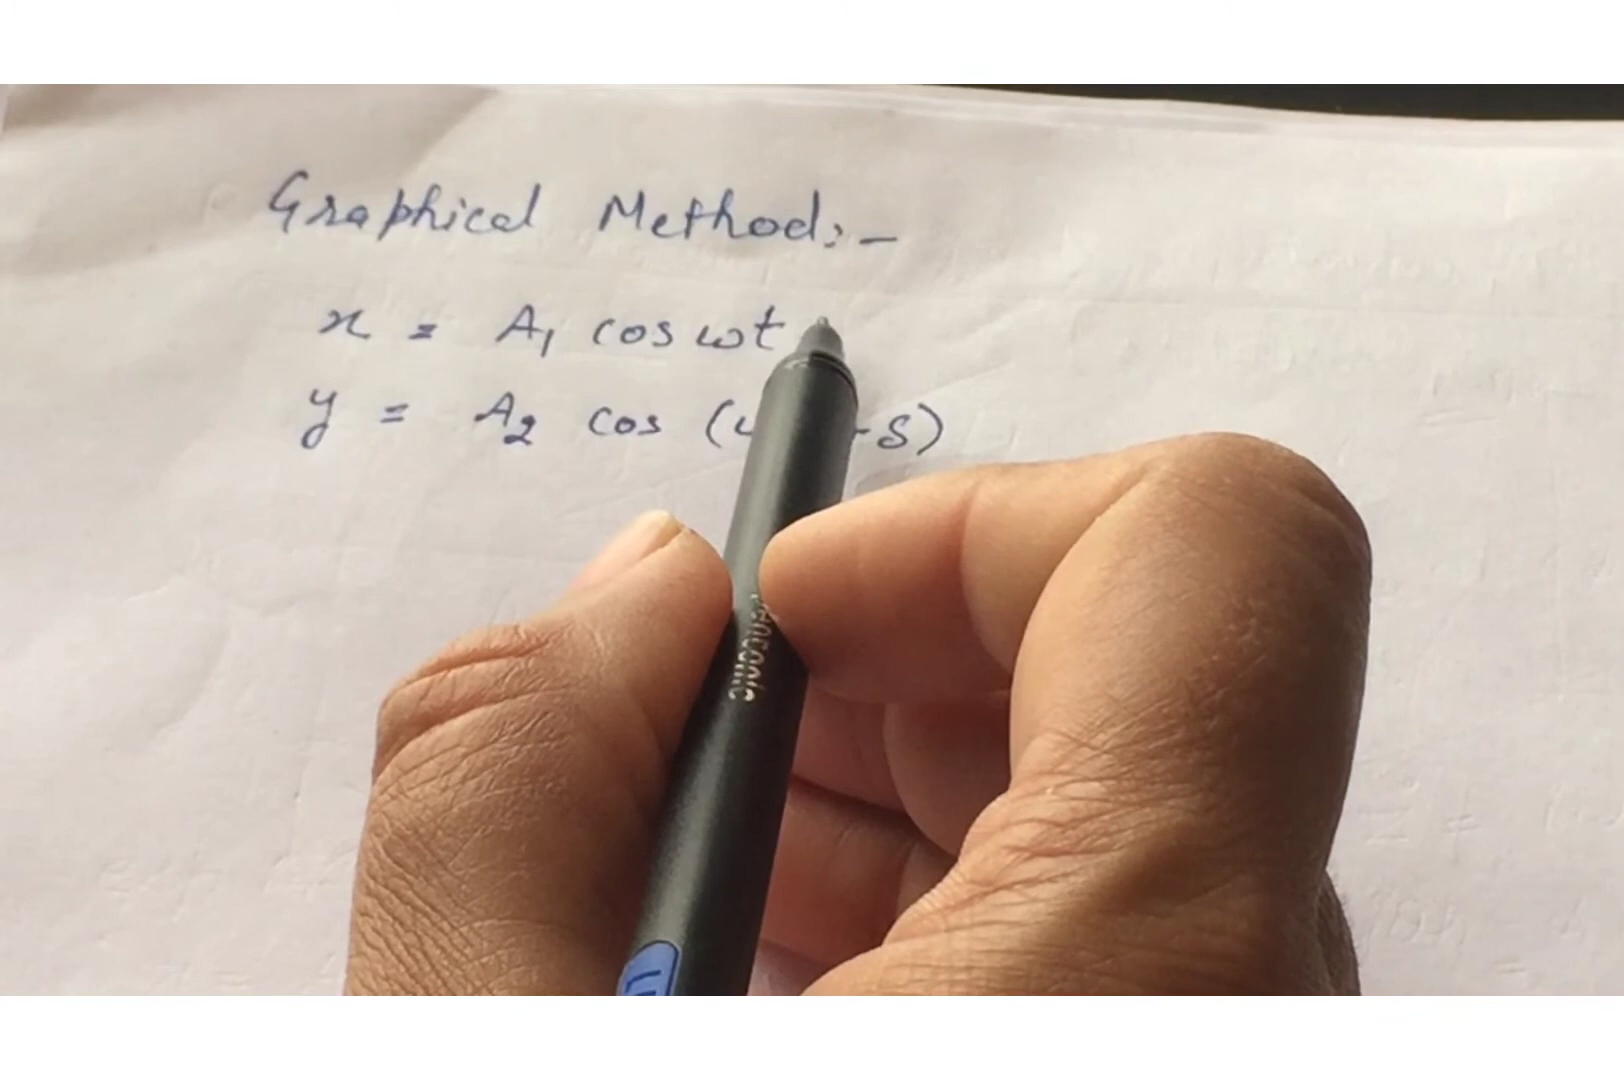 Graphical Method:-
x = A₁ cos ωt
y = A₂ cos ( -δ)